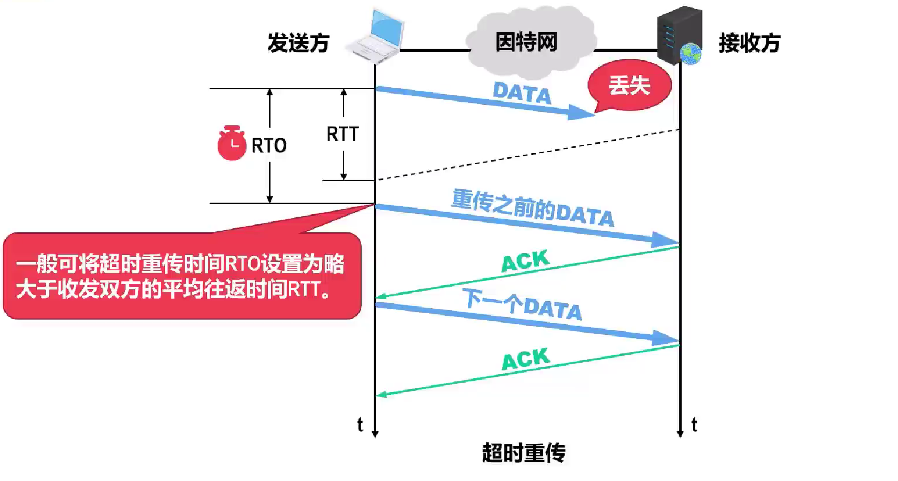 发送方
因特网
接收方
丢失
DATA
RTT
RTO
重传之前的DATA
一般可将超时重传时间RTO设置为略
大于收发双方的平均往返时间RTT。
ACK
下一个DATA
ACK
t
t
超时重传